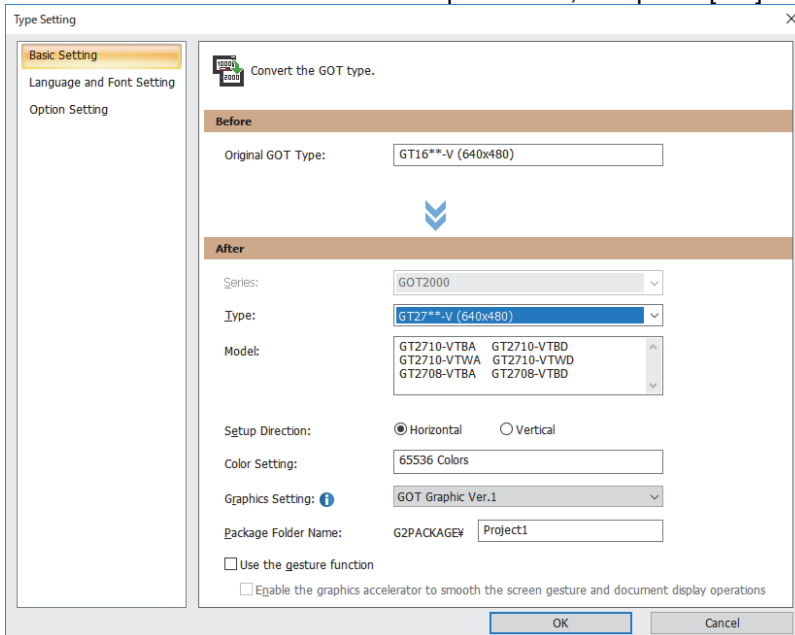 Type Setting
Basic Setting
Language and Font Setting
Option Setting
Convert the GOT type.
Before
Original GOT Type: GT16**-V (640x480)
After
Series: GOT2000
Type: GT27**-V (640x480)
Model: GT2710-VTBA GT2710-VTBD
GT2710-VTWA GT2710-VTWD
GT2708-VTBA GT2708-VTBD
Setup Direction: Horizontal Vertical
Color Setting: 65536 Colors
Graphics Setting: GOT Graphic Ver.1
Package Folder Name: G2PACKAGE¥ Project1
Use the gesture function
Enable the graphics accelerator to smooth the screen gesture and document display operations
OK Cancel